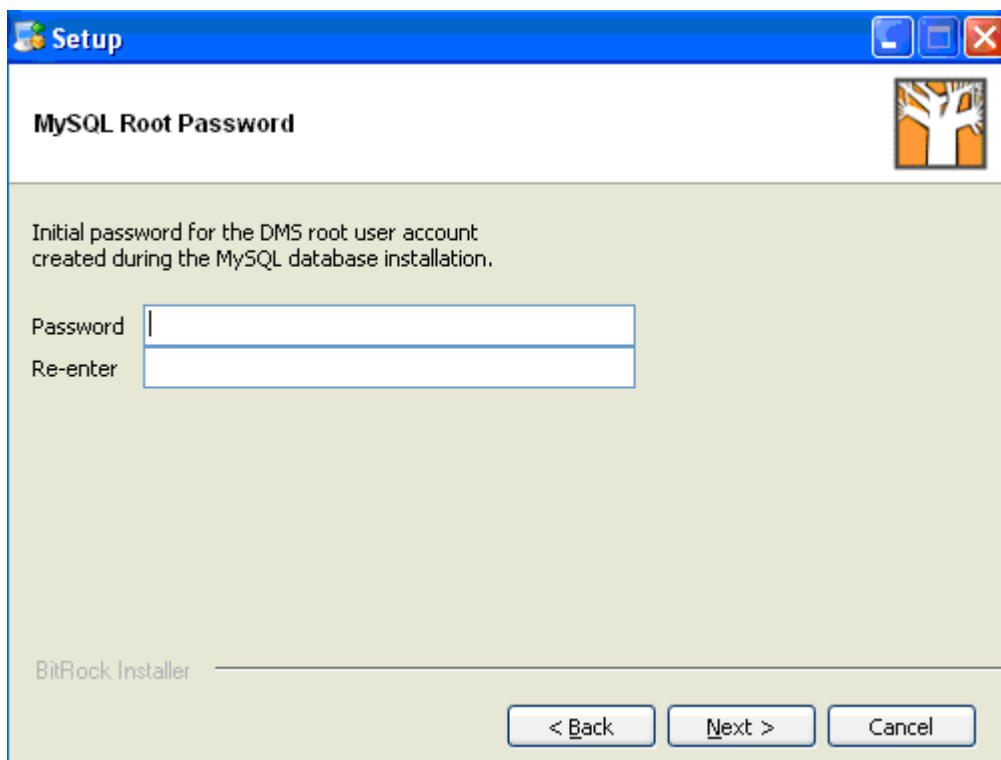 Setup
MySQL Root Password
Initial password for the DMS root user account
created during the MySQL database installation.
Password
Re-enter
BitRock Installer
< Back
Next >
Cancel